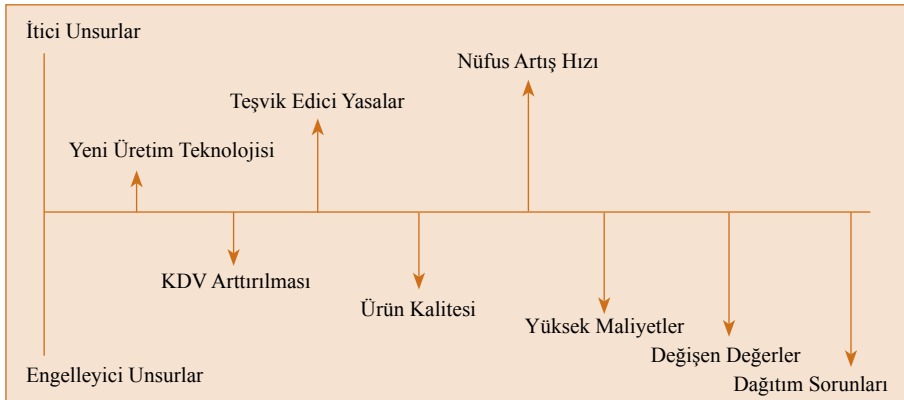 İtici Unsurlar
Nüfus Artış Hızı
Teşvik Edici Yasalar
Yeni Üretim Teknolojisi
KDV Arttırılması
Ürün Kalitesi
Yüksek Maliyetler
Değişen Değerler
Engelleyici Unsurlar
Dağıtım Sorunları